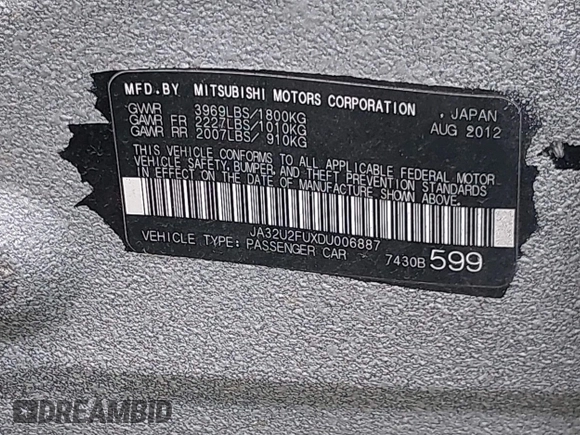 MFD.BY MITSUBISHI MOTORS CORPORATION , JAPAN
GVWR 3969LBS/1800KG AUG 2012
GAWR FR 2227LBS/1010KG
GAWR RR 2007LBS/ 910KG
THIS VEHICLE CONFORMS TO ALL APPLICABLE FEDERAL MOTOR
VEHICLE SAFETY, BUMPER, AND THEFT PREVENTION STANDARDS
IN EFFECT ON THE DATE OF MANUFACTURE SHOWN ABOVE.
JA32U2FUXDU006887
VEHICLE TYPE: PASSENGER CAR 7430B 599
DREAMBID